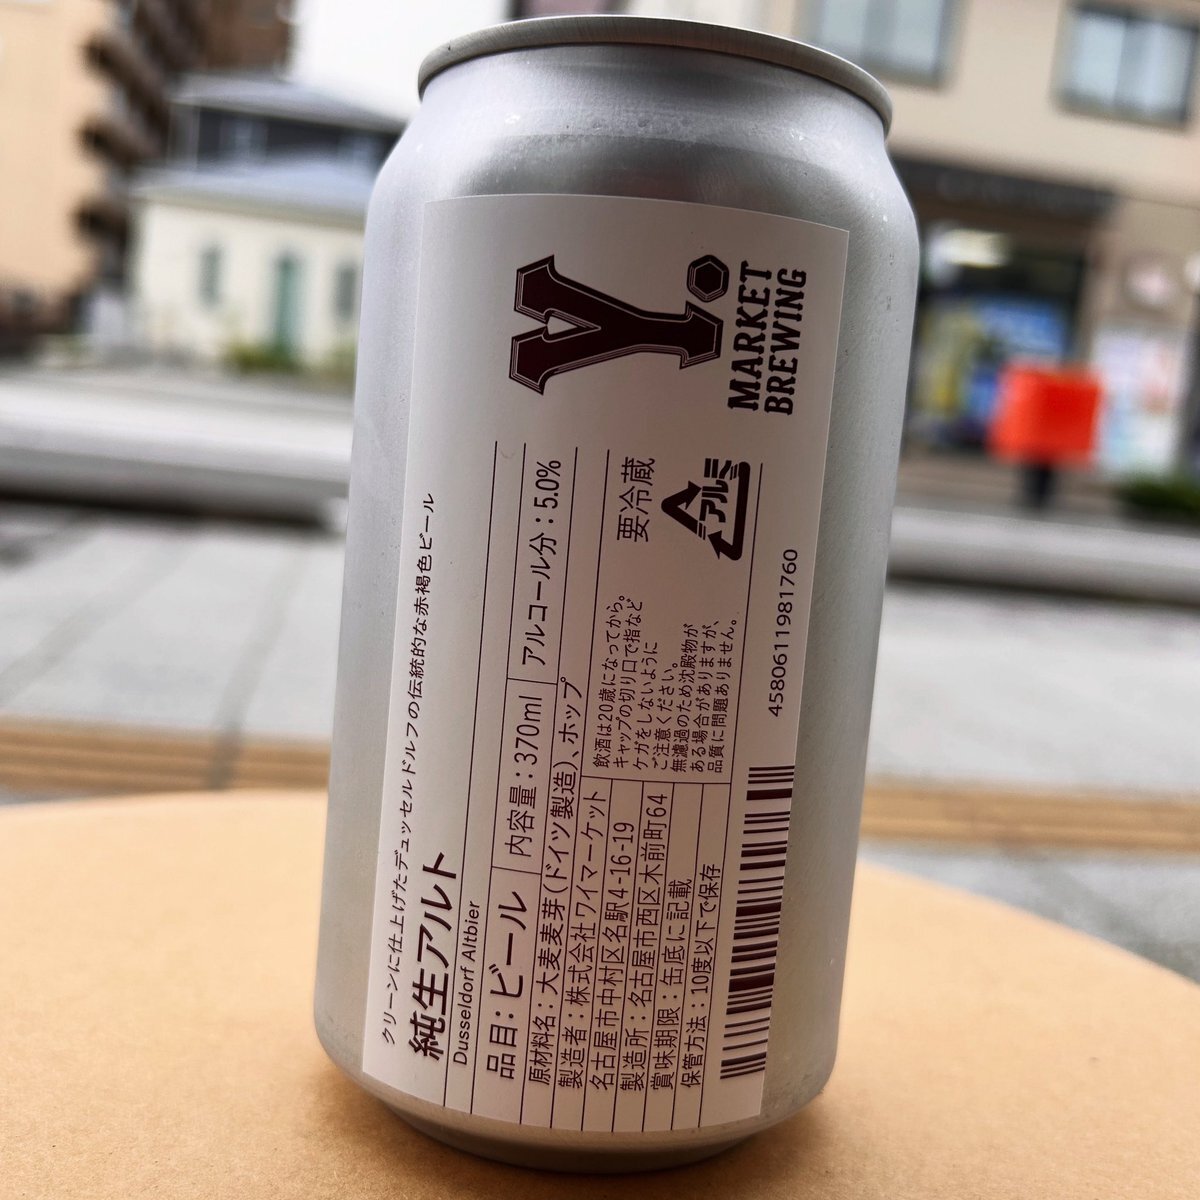 クリーンに仕上げたデュッセルドルフの伝統的な赤褐色ビール
純生アルト
Dusseldorf Altbier
品目：ビール
内容量：370ml
アルコール分：5.0%
原材料名：大麦麦芽（ドイツ製造）、ホップ
製造者：株式会社ワイマーケット
名古屋市中村区名駅4-16-19
製造所：名古屋市西区木前町64
賞味期限：缶底に記載
保管方法：10度以下で保存
飲酒は20歳になってから。
キャップの切り口で指など
ケガをしないように
ご注意ください。
無濾過のため沈殿物が
ある場合がありますが、
品質に問題ありません。
要冷蔵
アルミ
4580611981760
Y
MARKET
BREWING